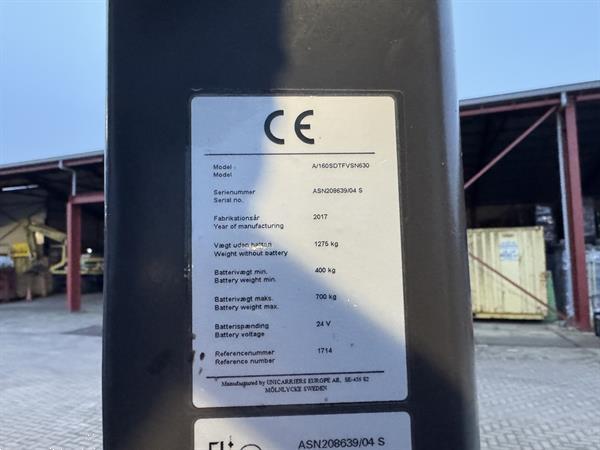 CE
Model A/160SDTFVSN630
Model
Serienummer ASN208639/04 S
Serial no.
Fabrikationsår 2017
Year of manufacturing
Vægt uden batteri 1275 kg
Weight without battery
Batterivægt min. 400 kg
Battery weight min.
Batterivægt maks. 700 kg
Battery weight max.
Batterispænding 24 V
Battery voltage
Referencenummer 1714
Reference number
Manufactured by UNICARRIERS EUROPE AB, SE-435 82
MÖLNLYCKE SWEDEN
ASN208639/04 S